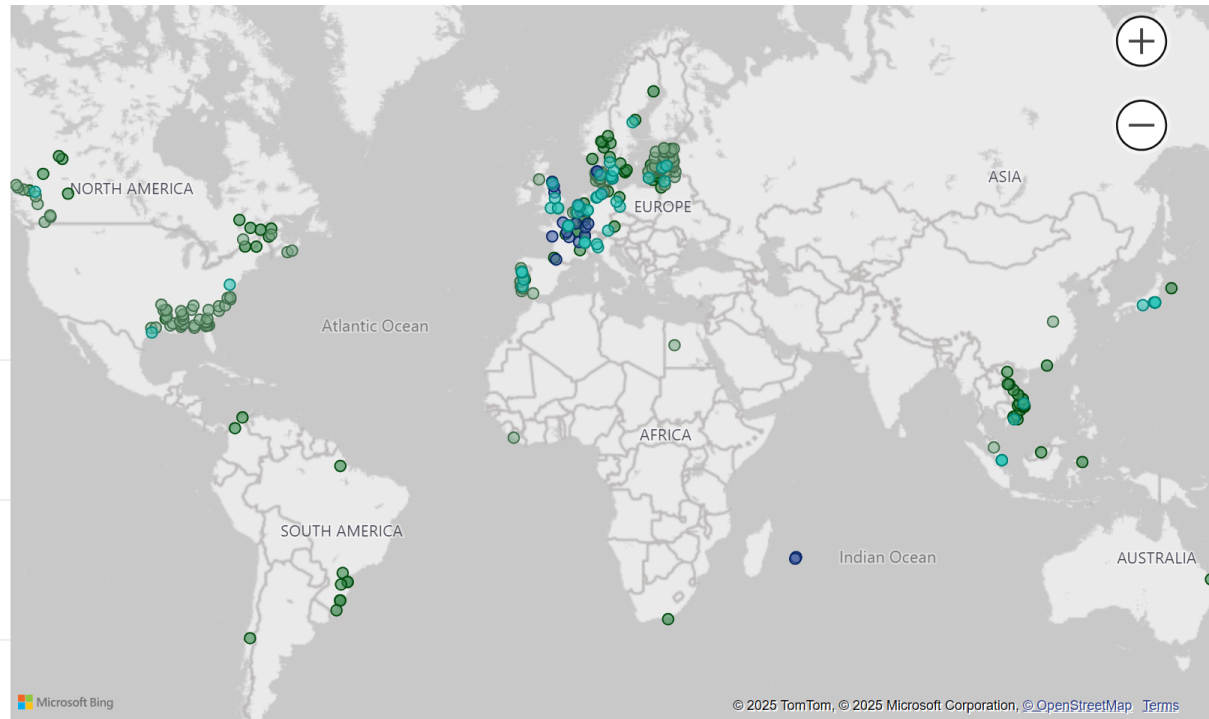 NORTH AMERICA
ASIA
EUROPE
Atlantic Ocean
AFRICA
SOUTH AMERICA
Indian Ocean
AUSTRALIA
Microsoft Bing
© 2025 TomTom, © 2025 Microsoft Corporation, © OpenStreetMap Terms